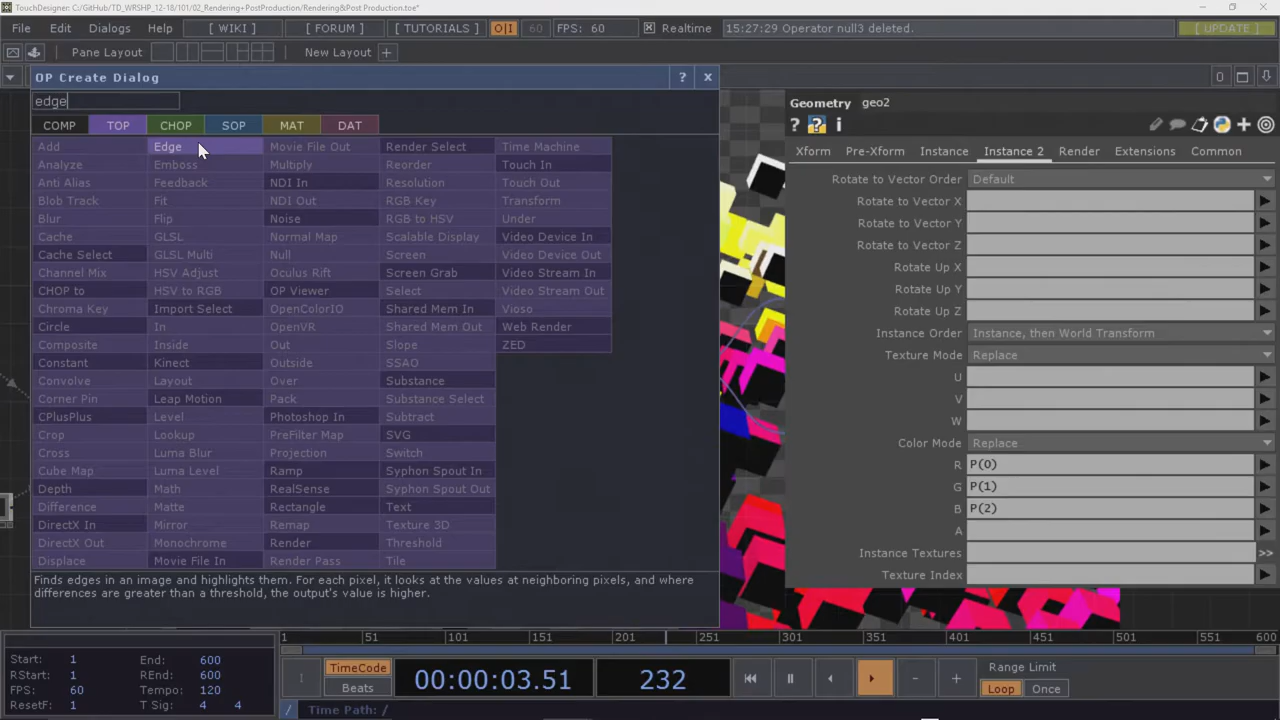 TouchDesigner: C:/GitHub/TD_WRSHP_12-18/101/02_Rendering+PostProduction/Rendering&Post Production.toe*
File Edit Dialogs Help [ WIKI ] [ FORUM ] [ TUTORIALS ] O|I 60 FPS: 60 Realtime 15:27:29 Operator null3 deleted. [ UPDATE ]
Pane Layout New Layout +
OP Create Dialog ? x
0
edge
COMP TOP CHOP SOP MAT DAT
Add Edge Movie File Out Render Select Time Machine
Analyze Emboss Multiply Reorder Touch In
Anti Alias Feedback NDI In Resolution Touch Out
Blob Track Fit NDI Out RGB Key Transform
Blur Flip Noise RGB to HSV Under
Cache GLSL Normal Map Scalable Display Video Device In
Cache Select GLSL Multi Null Screen Video Device Out
Channel Mix HSV Adjust Oculus Rift Screen Grab Video Stream In
CHOP to HSV to RGB OP Viewer Select Video Stream Out
Chroma Key Import Select OpenColorIO Shared Mem In Vioso
Circle In OpenVR Shared Mem Out Web Render
Composite Inside Out Slope ZED
Constant Kinect Outside SSAO
Convolve Layout Over Substance
Corner Pin Leap Motion Pack Substance Select
CPlusPlus Level Photoshop In Subtract
Crop Lookup PreFilter Map SVG
Cross Luma Blur Projection Switch
Cube Map Luma Level Ramp Syphon Spout In
Depth Math RealSense Syphon Spout Out
Difference Matte Rectangle Text
DirectX In Mirror Remap Texture 3D
DirectX Out Monochrome Render Threshold
Displace Movie File In Render Pass Tile
Finds edges in an image and highlights them. For each pixel, it looks at the values at neighboring pixels, and where
differences are greater than a threshold, the output's value is higher.
Geometry geo2
? ? i
Xform Pre-Xform Instance Instance 2 Render Extensions Common
Rotate to Vector Order Default
Rotate to Vector X
Rotate to Vector Y
Rotate to Vector Z
Rotate Up X
Rotate Up Y
Rotate Up Z
Instance Order Instance, then World Transform
Texture Mode Replace
U
V
W
Color Mode Replace
R P(0)
G P(1)
B P(2)
A
Instance Textures >>
Texture Index
1 51 101 151 201 251 301 351 401 451 501 551 600
Start: 1 End: 600
RStart: 1 REnd: 600
FPS: 60 Tempo: 120
ResetF: 1 T Sig: 4 4
1 TimeCode Beats 00:00:03.51 232 - + Range Limit
Loop Once
/ Time Path: /